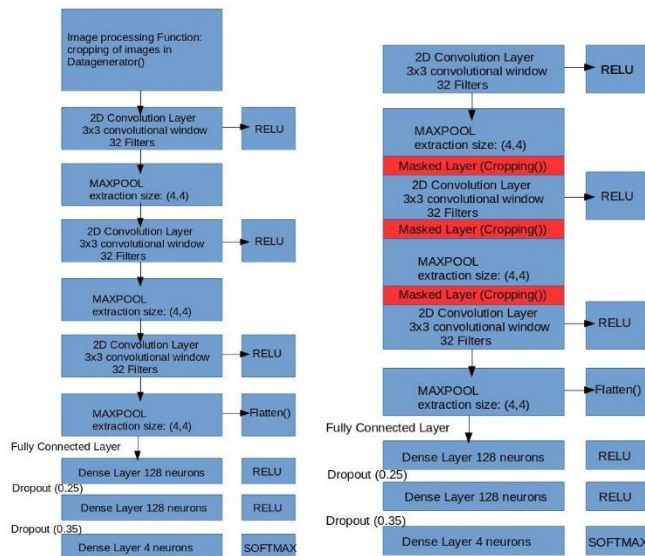 Image processing Function:
cropping of images in
Datagenerator()
2D Convolution Layer
3x3 convolutional window
32 Filters
RELU
MAXPOOL
extraction size: (4,4)
2D Convolution Layer
3x3 convolutional window
32 Filters
RELU
MAXPOOL
extraction size: (4,4)
2D Convolution Layer
3x3 convolutional window
32 Filters
RELU
MAXPOOL
extraction size: (4,4)
Flatten()
Fully Connected Layer
Dense Layer 128 neurons
RELU
Dropout (0.25)
Dense Layer 128 neurons
RELU
Dropout (0.35)
Dense Layer 4 neurons
SOFTMAX
2D Convolution Layer
3x3 convolutional window
32 Filters
RELU
MAXPOOL
extraction size: (4,4)
Masked Layer (Cropping())
2D Convolution Layer
3x3 convolutional window
32 Filters
RELU
Masked Layer (Cropping())
MAXPOOL
extraction size: (4,4)
Masked Layer (Cropping())
2D Convolution Layer
3x3 convolutional window
32 Filters
RELU
MAXPOOL
extraction size: (4,4)
Flatten()
Fully Connected Layer
Dense Layer 128 neurons
RELU
Dropout (0.25)
Dense Layer 128 neurons
RELU
Dropout (0.35)
Dense Layer 4 neurons
SOFTMAX